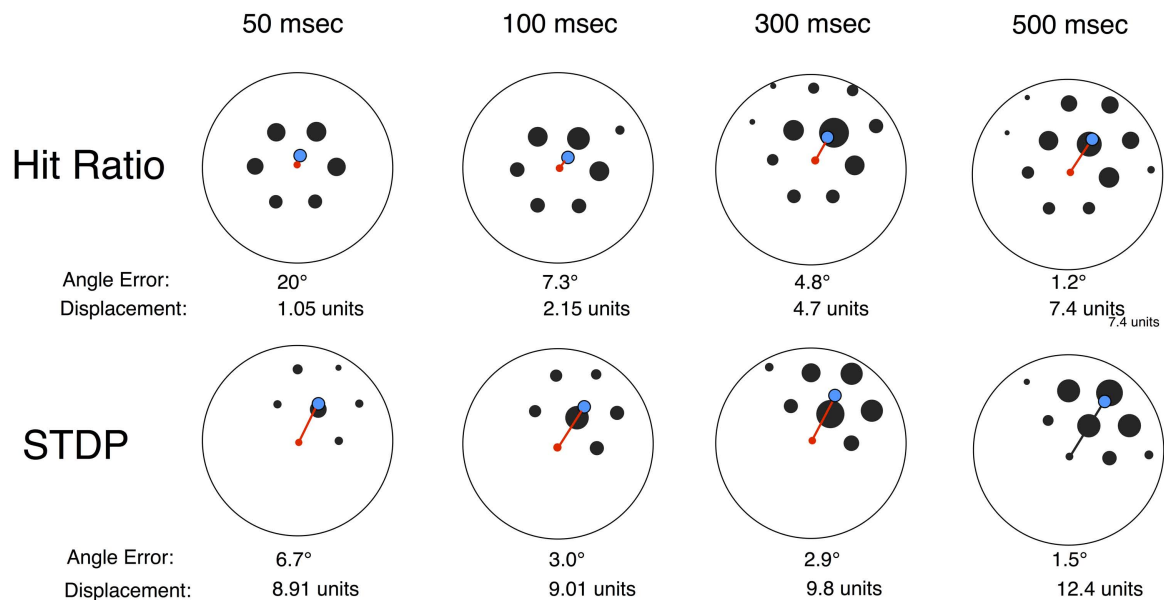 50 msec 100 msec 300 msec 500 msec
Hit Ratio
Angle Error: 20° 7.3° 4.8° 1.2°
Displacement: 1.05 units 2.15 units 4.7 units 7.4 units
7.4 units
STDP
Angle Error: 6.7° 3.0° 2.9° 1.5°
Displacement: 8.91 units 9.01 units 9.8 units 12.4 units